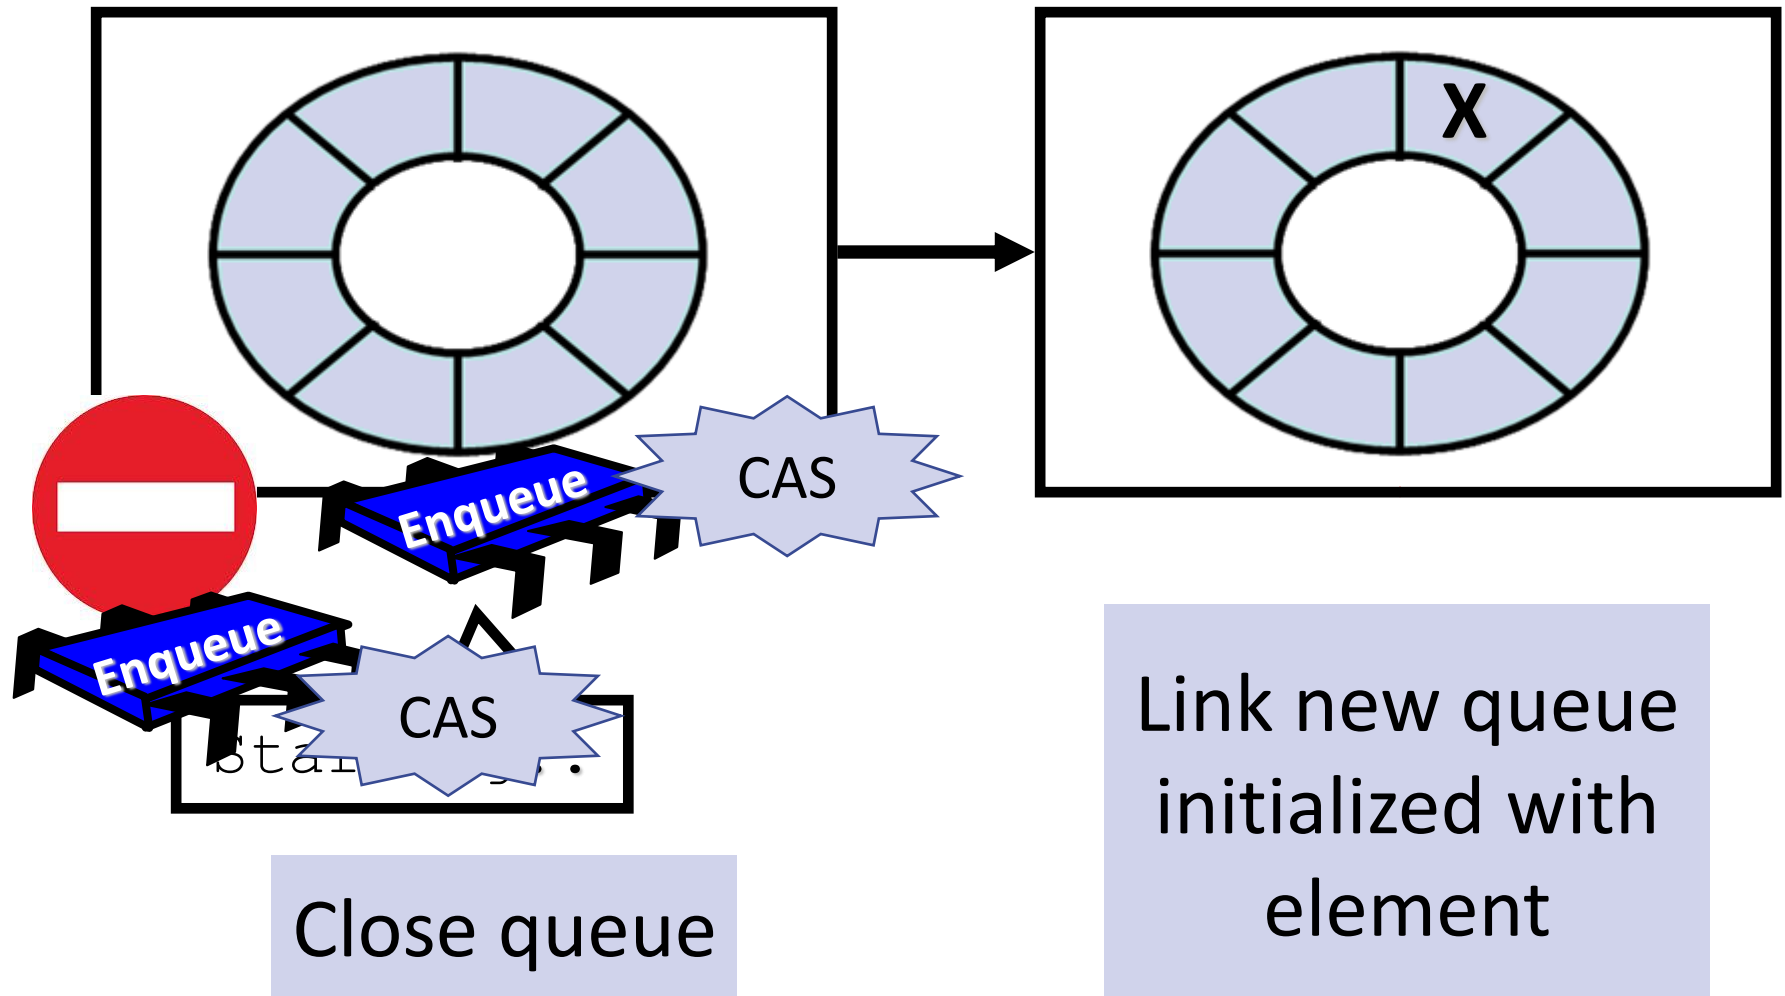 X
Enqueue
CAS
Enqueue
CAS
Link new queue
initialized with
element
Close queue